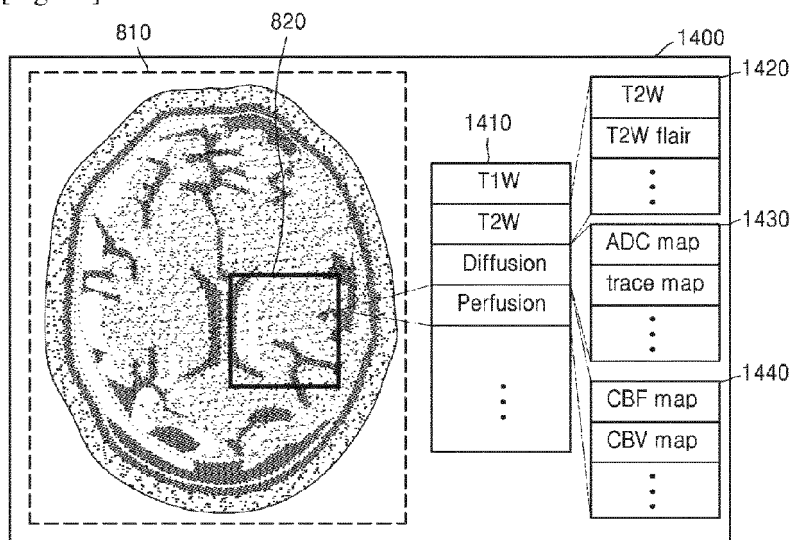 810
820
1400
1420
T2W
T2W flair
1410
T1W
T2W
Diffusion
Perfusion
1430
ADC map
trace map
1440
CBF map
CBV map